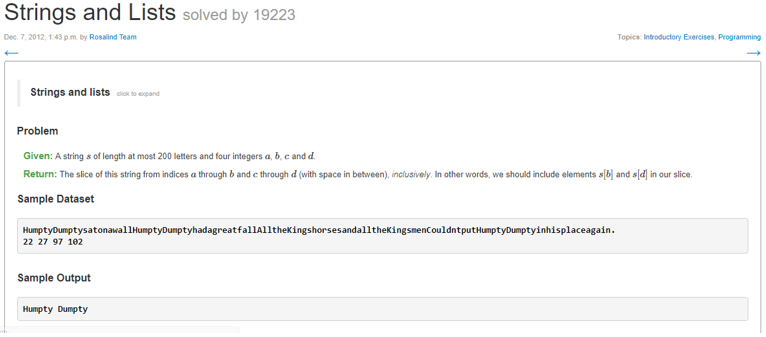 Strings and Lists solved by 19223
Dec. 7, 2012, 1:43 p.m. by Rosalind Team
Topics: Introductory Exercises, Programming
← →
Strings and lists click to expand
Problem
Given: A string s of length at most 200 letters and four integers a, b, c and d.
Return: The slice of this string from indices a through b and c through d (with space in between), inclusively. In other words, we should include elements s[b] and s[d] in our slice.
Sample Dataset
HumptyDumptysatonawallHumptyDumptyhadagreatfallAlltheKingshorsesandalltheKingsmenCouldntputHumptyDumptyinhisplaceagain.
22 27 97 102
Sample Output
Humpty Dumpty